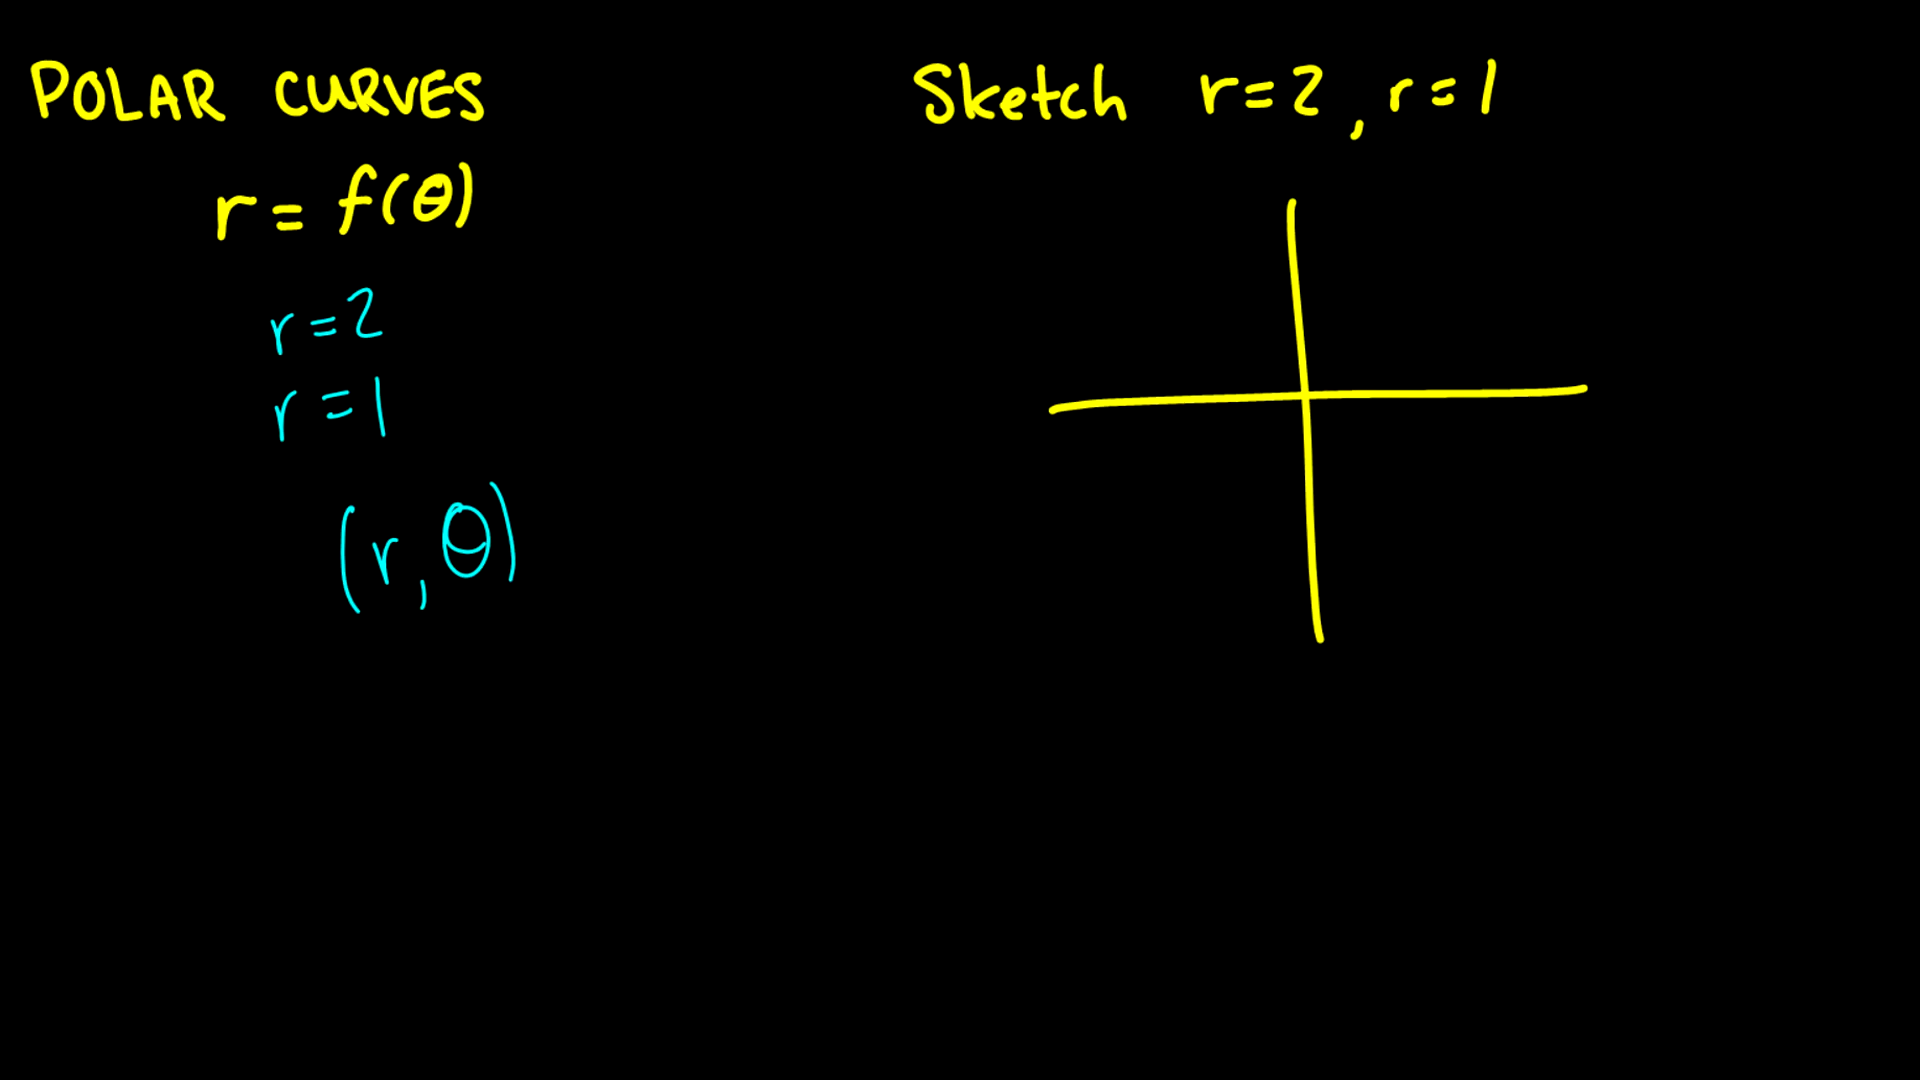 POLAR CURVES
r = f(θ)
r = 2
r = 1
(r, θ)
Sketch r = 2, r = 1